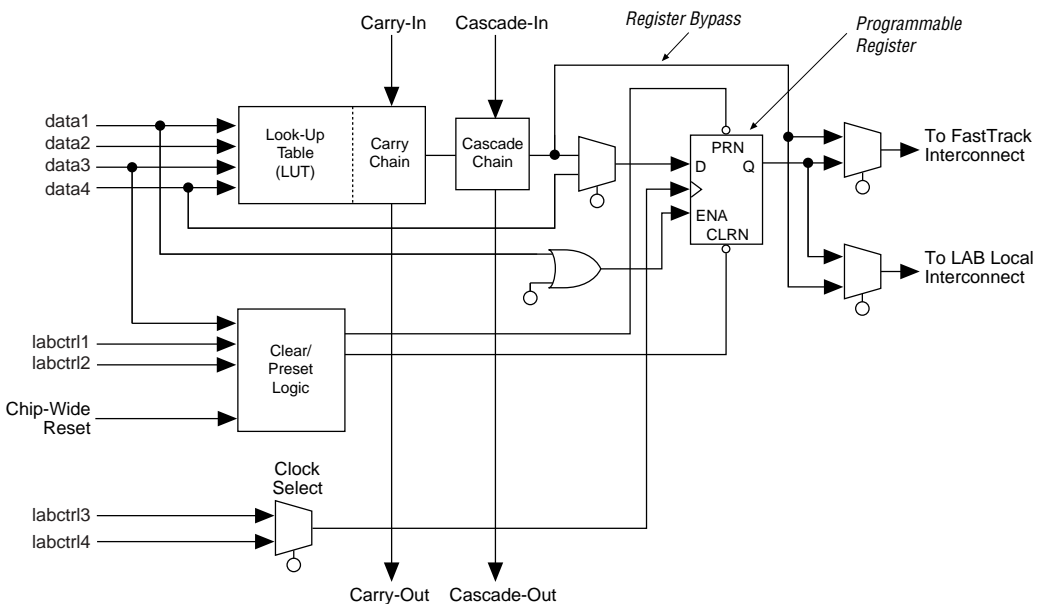 Carry-In
Cascade-In
Register Bypass
Programmable
Register
data1
data2
data3
data4
Look-Up
Table
(LUT)
Carry
Chain
Cascade
Chain
PRN
D
Q
ENA
CLRN
To FastTrack
Interconnect
To LAB Local
Interconnect
labctrl1
labctrl2
Clear/
Preset
Logic
Chip-Wide
Reset
Clock
Select
labctrl3
labctrl4
Carry-Out
Cascade-Out